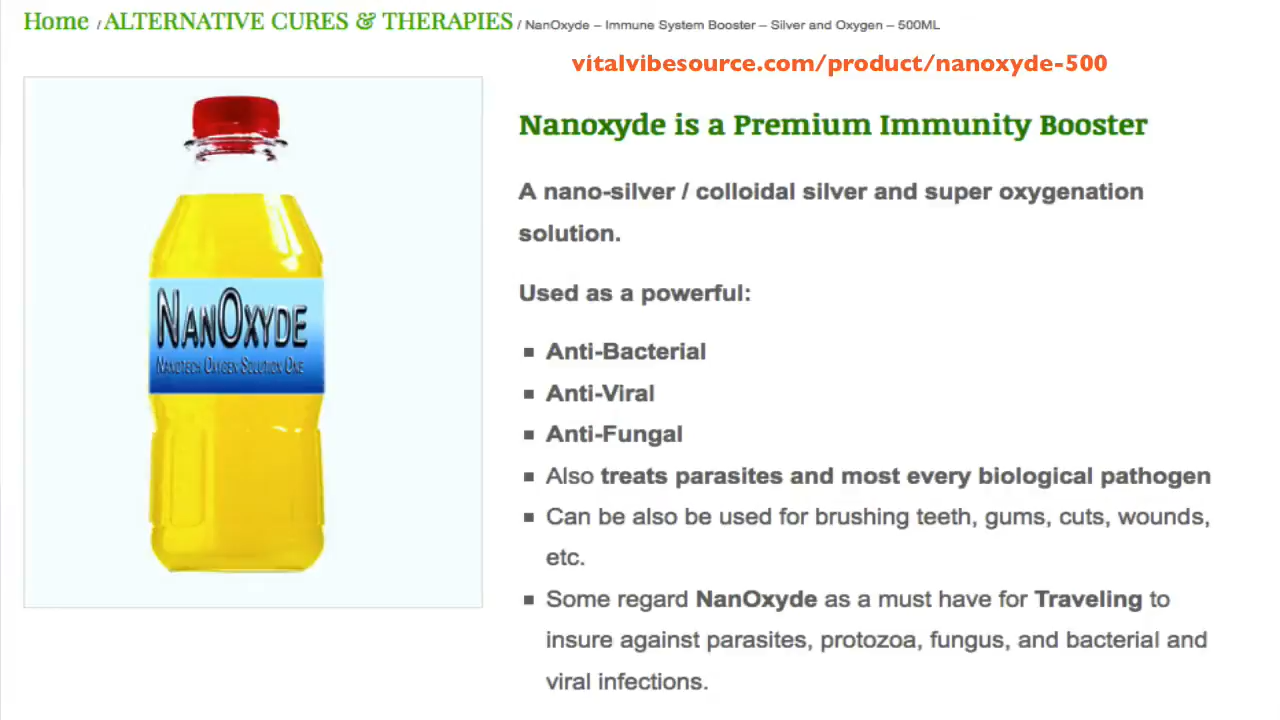 Home / ALTERNATIVE CURES & THERAPIES / NanOxyde – Immune System Booster – Silver and Oxygen – 500ML
vitalvibesource.com/product/nanoxyde-500
Nanoxyde is a Premium Immunity Booster
A nano-silver / colloidal silver and super oxygenation
solution.
Used as a powerful:
▪ Anti-Bacterial
▪ Anti-Viral
▪ Anti-Fungal
▪ Also treats parasites and most every biological pathogen
▪ Can be also be used for brushing teeth, gums, cuts, wounds,
etc.
▪ Some regard NanOxyde as a must have for Traveling to
insure against parasites, protozoa, fungus, and bacterial and
viral infections.
NANOXYDE
NANOTECH OXYGEN SOLUTION ONE